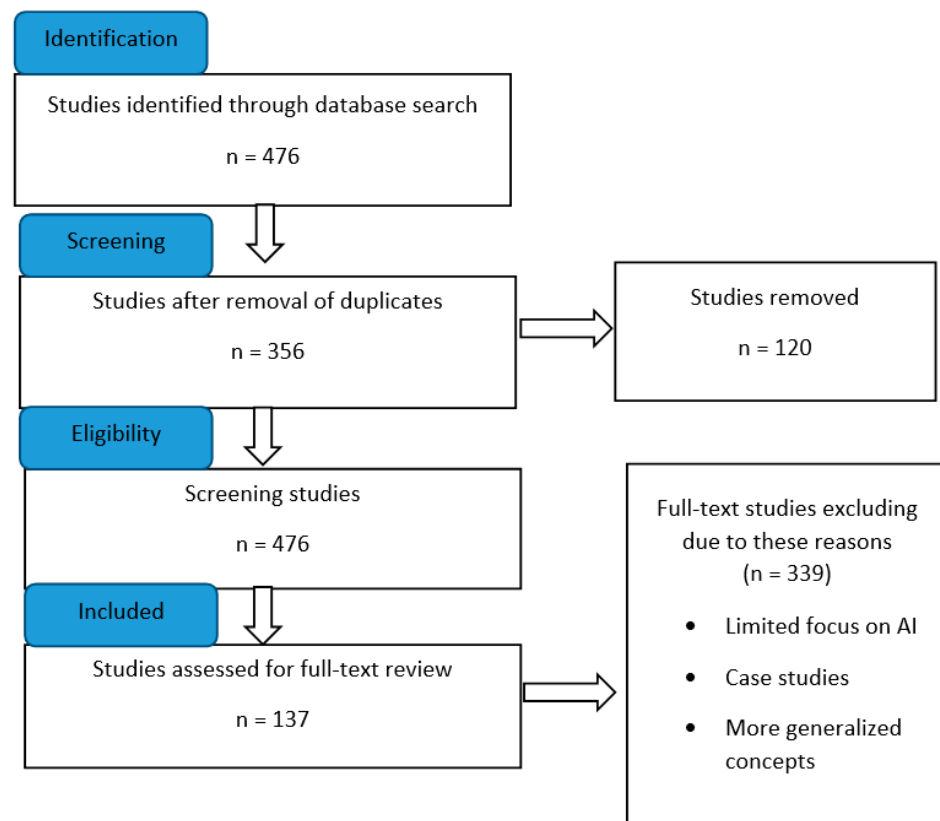 Identification
Studies identified through database search
n = 476
Screening
Studies after removal of duplicates
n = 356
Studies removed
n = 120
Eligibility
Screening studies
n = 476
Full-text studies excluding
due to these reasons
(n = 339)
• Limited focus on AI
• Case studies
• More generalized
concepts
Included
Studies assessed for full-text review
n = 137